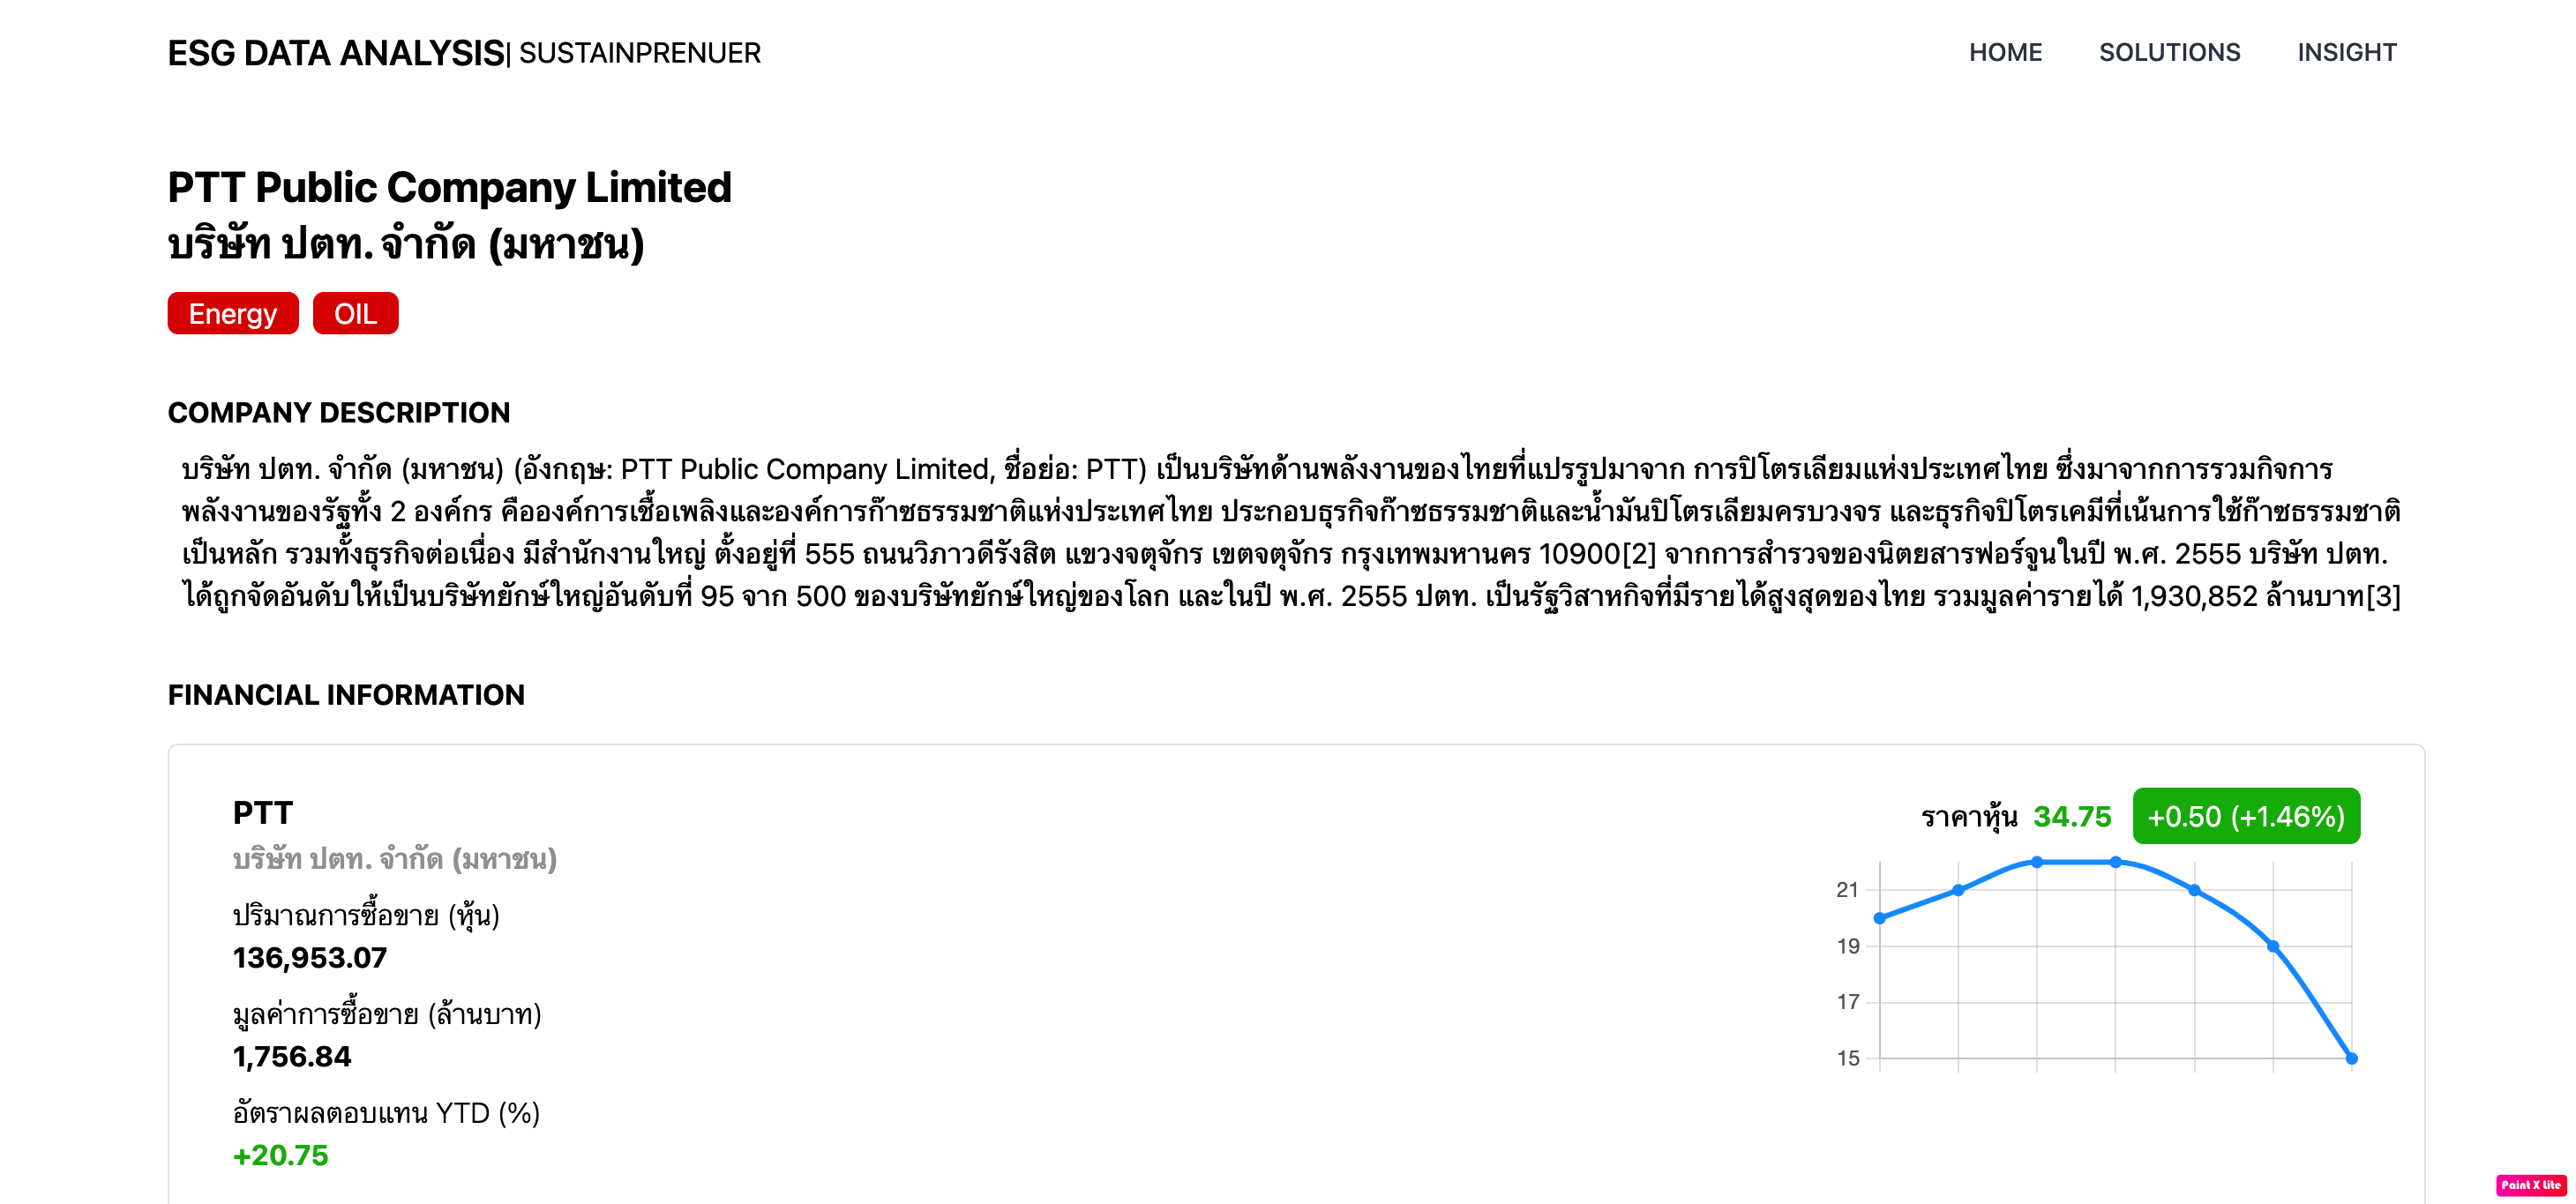 ESG DATA ANALYSIS| SUSTAINPRENUER
HOME SOLUTIONS INSIGHT
PTT Public Company Limited
บริษัท ปตท. จำกัด (มหาชน)
Energy OIL
COMPANY DESCRIPTION
บริษัท ปตท. จำกัด (มหาชน) (อังกฤษ: PTT Public Company Limited, ชื่อย่อ: PTT) เป็นบริษัทด้านพลังงานของไทยที่แปรรูปมาจาก การปิโตรเลียมแห่งประเทศไทย ซึ่งมาจากการรวมกิจการ
พลังงานของรัฐทั้ง 2 องค์กร คือองค์การเชื้อเพลิงและองค์การก๊าซธรรมชาติแห่งประเทศไทย ประกอบธุรกิจก๊าซธรรมชาติและน้ำมันปิโตรเลียมครบวงจร และธุรกิจปิโตรเคมีที่เน้นการใช้ก๊าซธรรมชาติ
เป็นหลัก รวมทั้งธุรกิจต่อเนื่อง มีสำนักงานใหญ่ ตั้งอยู่ที่ 555 ถนนวิภาวดีรังสิต แขวงจตุจักร เขตจตุจักร กรุงเทพมหานคร 10900[2] จากการสำรวจของนิตยสารฟอร์จูนในปี พ.ศ. 2555 บริษัท ปตท.
ได้ถูกจัดอันดับให้เป็นบริษัทยักษ์ใหญ่อันดับที่ 95 จาก 500 ของบริษัทยักษ์ใหญ่ของโลก และในปี พ.ศ. 2555 ปตท. เป็นรัฐวิสาหกิจที่มีรายได้สูงสุดของไทย รวมมูลค่ารายได้ 1,930,852 ล้านบาท[3]
FINANCIAL INFORMATION
PTT
บริษัท ปตท. จำกัด (มหาชน)
ปริมาณการซื้อขาย (หุ้น)
136,953.07
มูลค่าการซื้อขาย (ล้านบาท)
1,756.84
อัตราผลตอบแทน YTD (%)
+20.75
ราคาหุ้น 34.75 +0.50 (+1.46%)
21
19
17
15
Paint X Lite